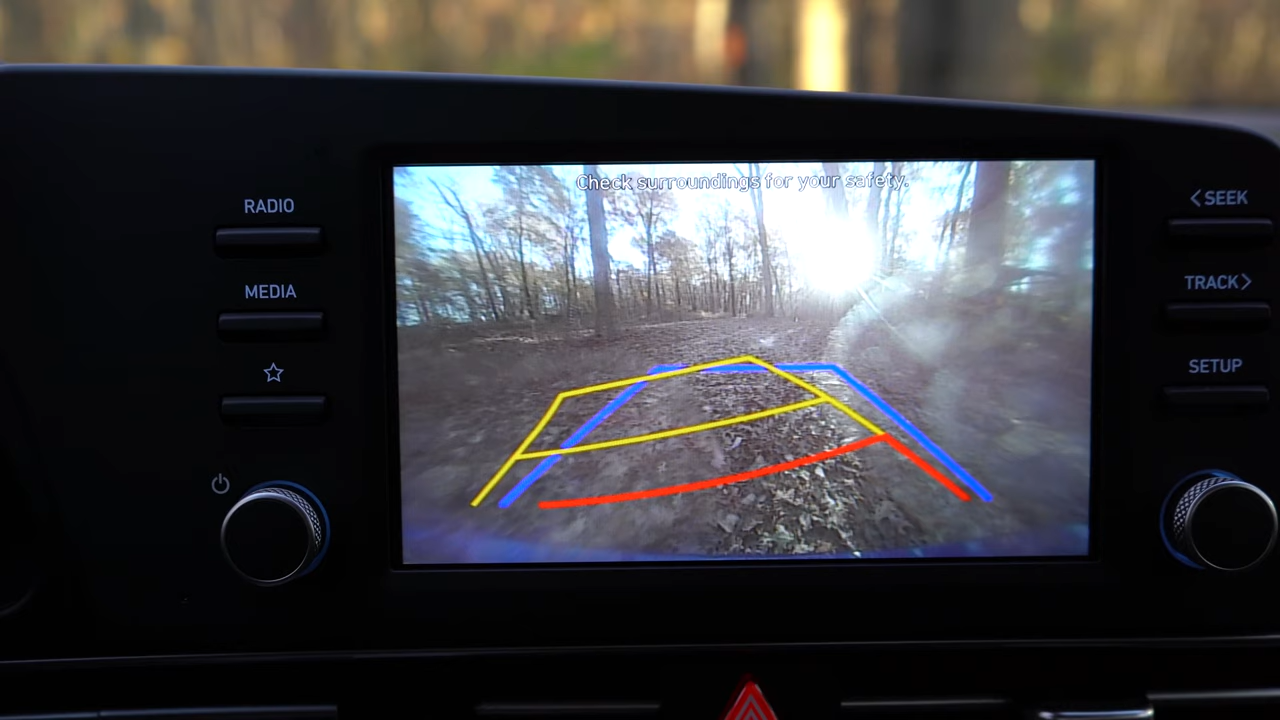 RADIO
MEDIA
Check surroundings for your safety.
<SEEK
TRACK>
SETUP